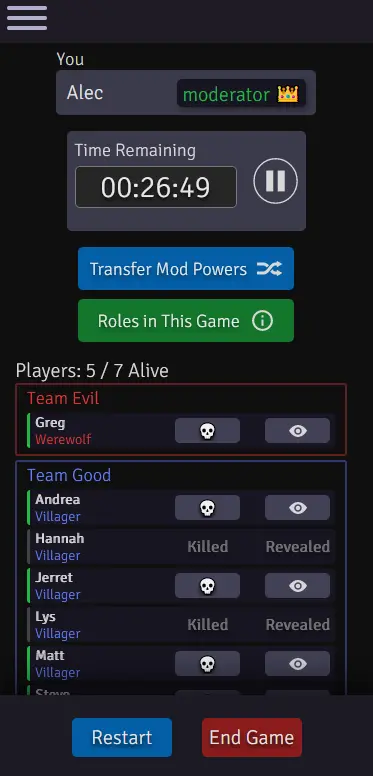 You
Alec moderator
Time Remaining
00:26:49
Transfer Mod Powers
Roles in This Game
Players: 5 / 7 Alive
Team Evil
Greg
Werewolf
Team Good
Andrea
Villager
Hannah
Villager
Killed Revealed
Jerret
Villager
Lys
Villager
Killed Revealed
Matt
Villager
Restart End Game